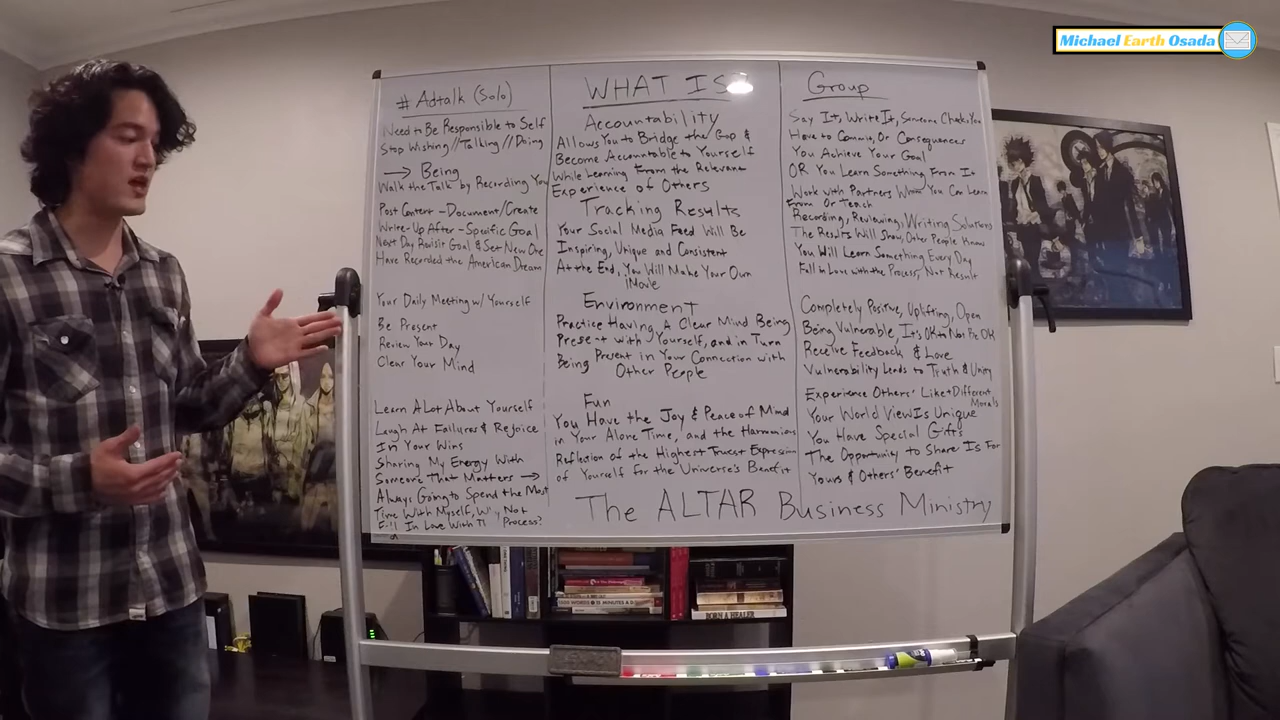 Michael Earth Osada
# Adtalk (Solo)
Need to Be Responsible to Self
Stop Wishing//Talking//Doing
→ Being
Walk the Talk by Recording You
Post Content - Document/Create
Write-Up After - Specific Goal
Next Day Revisit Goal & Set New One
Have Recorded the American Dream
Your Daily Meeting w/ Yourself
Be Present
Review Your Day
Clear Your Mind
Learn A Lot About Yourself
Laugh At Failures & Rejoice
In Your Wins
Sharing My Energy With
Someone That Matters →
Always Going to Spend the Most
Time With Myself, Why Not
Fall In Love With Process?
WHAT IS
Accountability
Allows You to Bridge the Gap &
Become Accountable to Yourself
While Learning From the Relevant
Experience of Others
Tracking Results
Your Social Media Feed Will Be
Inspiring, Unique and Consistent
At the End, You Will Make Your Own
iMovie
Environment
Practice Having A Clear Mind Being
Present with Yourself, and in Turn
Being Present in Your Connection with
Other People
Fun
You Have the Joy & Peace of Mind
in Your Alone Time, and the Harmonious
Reflection of the Highest Truest Expression
of Yourself for the Universe's Benefit
Group
Say It, Write It, Someone Checks You
Have to Commit, Or Consequences
You Achieve Your Goal
OR You Learn Something From It
Work with Partners Whom You Can Learn
From Or Teach
Recording, Reviewing, Writing Solutions
The Results Will Show, Other People Know
You Will Learn Something Every Day
Fall in Love with the Process, Not Result
Completely Positive, Uplifting, Open
Being Vulnerable, It's OK to Not Be OK
Receive Feedback & Love
Vulnerability Leads to Truth & Unity
Experience Others' Like + Different
Morals
Your World View Is Unique
You Have Special Gifts
The Opportunity to Share Is For
Yours & Others' Benefit
The ALTAR Business Ministry
BORN A HEALER